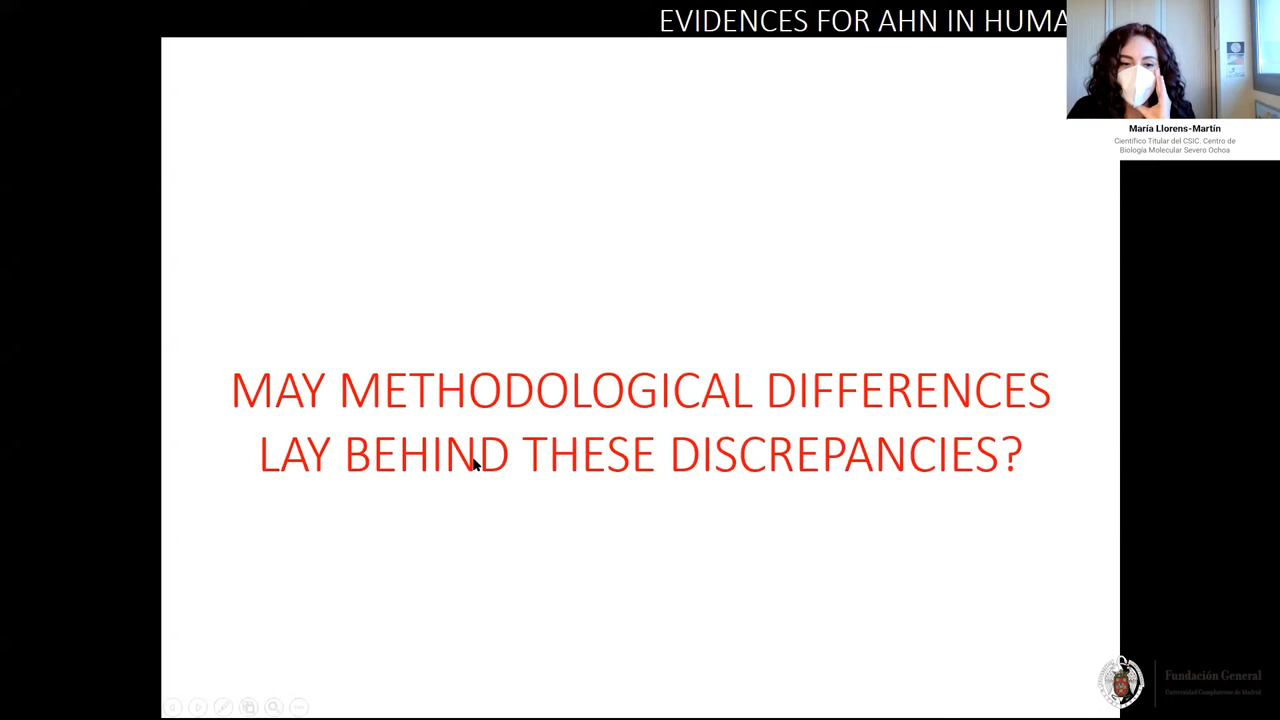 EVIDENCES FOR AHN IN HUMA
María Llorens-Martín
Científico Titular del CSIC. Centro de
Biología Molecular Severo Ochoa
MAY METHODOLOGICAL DIFFERENCES
LAY BEHIND THESE DISCREPANCIES?
Fundación General
Universidad Complutense de Madrid